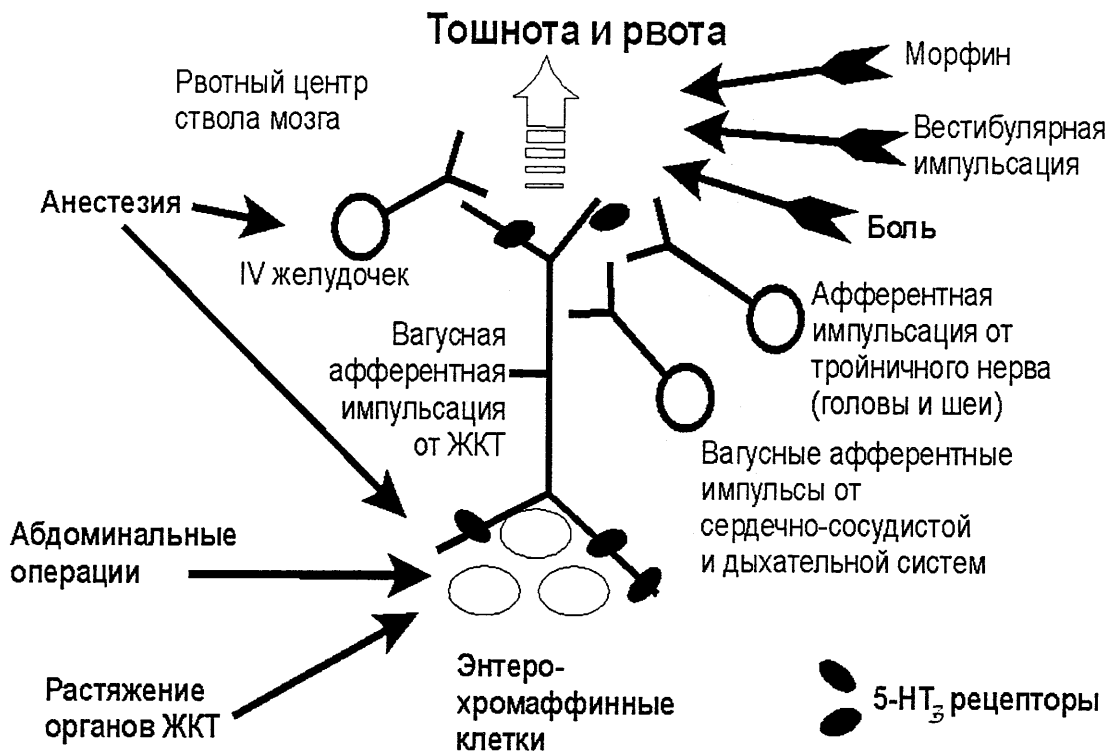 Тошнота и рвота
Рвотный центр
ствола мозга
Морфин
Вестибулярная
импульсация
Анестезия
Боль
IV желудочек
Афферентная
импульсация от
тройничного нерва
(головы и шеи)
Вагусная
афферентная
импульсация
от ЖКТ
Вагусные афферентные
импульсы от
сердечно-сосудистой
и дыхательной систем
Абдоминальные
операции
Растяжение
органов ЖКТ
Энтеро-
хромаффинные
клетки
5-НТ3 рецепторы